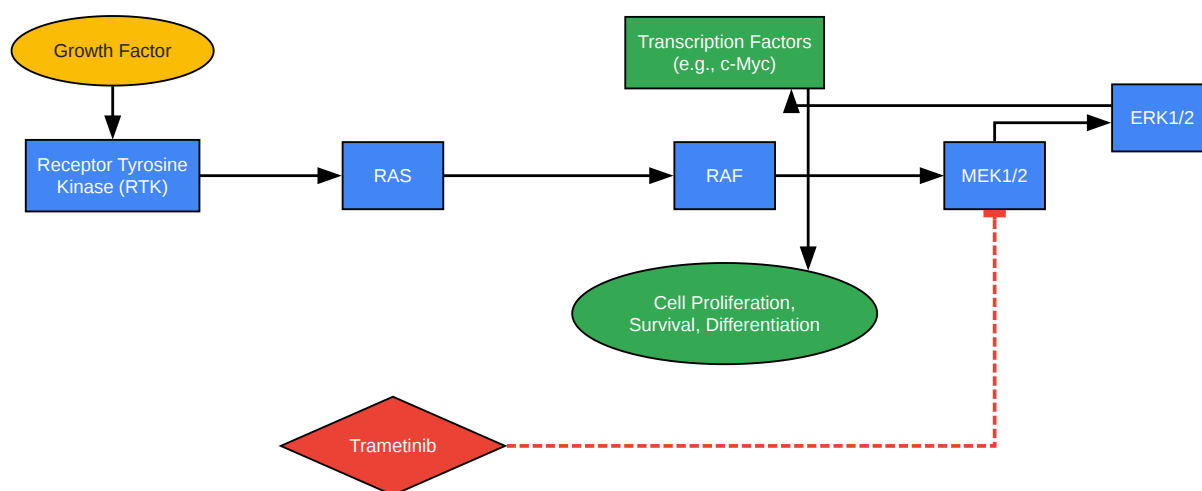 Growth Factor
Transcription Factors
(e.g., c-Myc)
ERK1/2
Receptor Tyrosine
Kinase (RTK)
RAS
RAF
MEK1/2
Cell Proliferation,
Survival, Differentiation
Trametinib